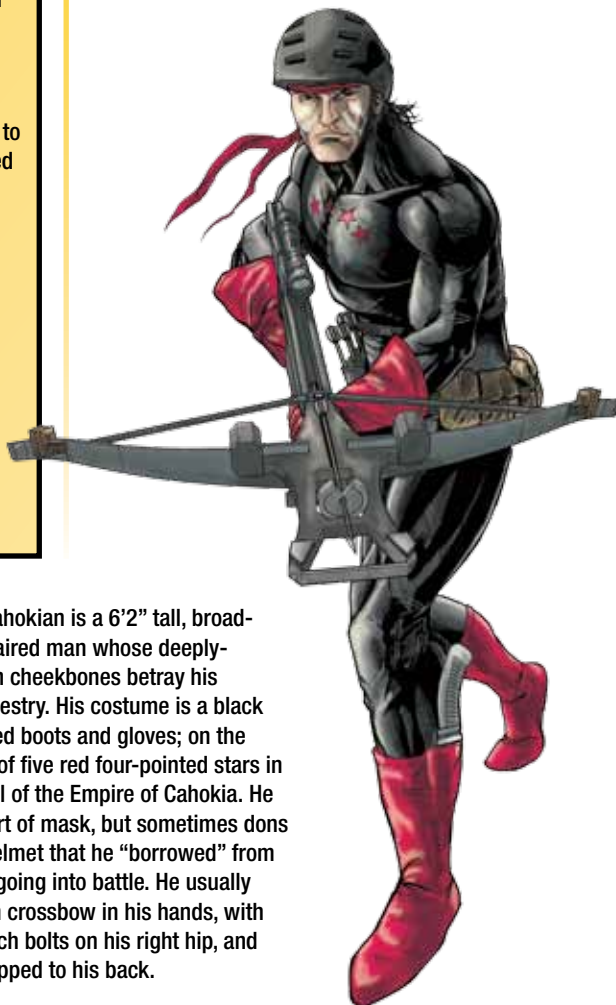 to
ed
ahokian is a 6’2” tall, broad-
aired man whose deeply-
n cheekbones betray his
estry. His costume is a black
ed boots and gloves; on the
of five red four-pointed stars in
l of the Empire of Cahokia. He
rt of mask, but sometimes dons
elmet that he “borrowed” from
going into battle. He usually
n crossbow in his hands, with
ch bolts on his right hip, and
pped to his back.